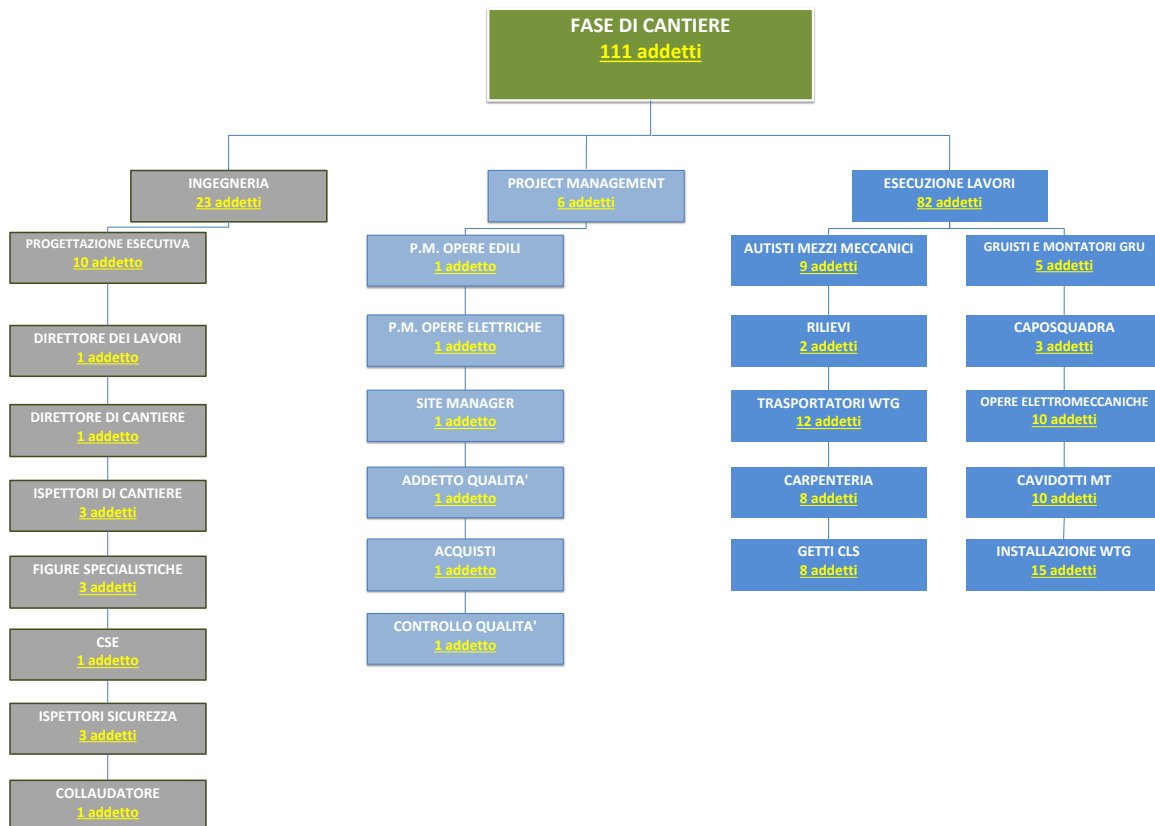 FASE DI CANTIERE
111 addetti
INGEGNERIA
23 addetti
PROGETTAZIONE ESECUTIVA
10 addetto
DIRETTORE DEI LAVORI
1 addetto
DIRETTORE DI CANTIERE
1 addetto
ISPETTORI DI CANTIERE
3 addetti
FIGURE SPECIALISTICHE
3 addetti
CSE
1 addetto
ISPETTORI SICUREZZA
3 addetti
COLLAUDATORE
1 addetto
PROJECT MANAGEMENT
6 addetti
P.M. OPERE EDILI
1 addetto
P.M. OPERE ELETTRICHE
1 addetto
SITE MANAGER
1 addetto
ADDETTO QUALITA'
1 addetto
ACQUISTI
1 addetto
CONTROLLO QUALITA'
1 addetto
ESECUZIONE LAVORI
82 addetti
AUTISTI MEZZI MECCANICI
9 addetti
RILIEVI
2 addetti
TRASPORTATORI WTG
12 addetti
CARPENTERIA
8 addetti
GETTI CLS
8 addetti
GRUISTI E MONTATORI GRU
5 addetti
CAPOSQUADRA
3 addetti
OPERE ELETTROMECCANICHE
10 addetti
CAVIDOTTI MT
10 addetti
INSTALLAZIONE WTG
15 addetti